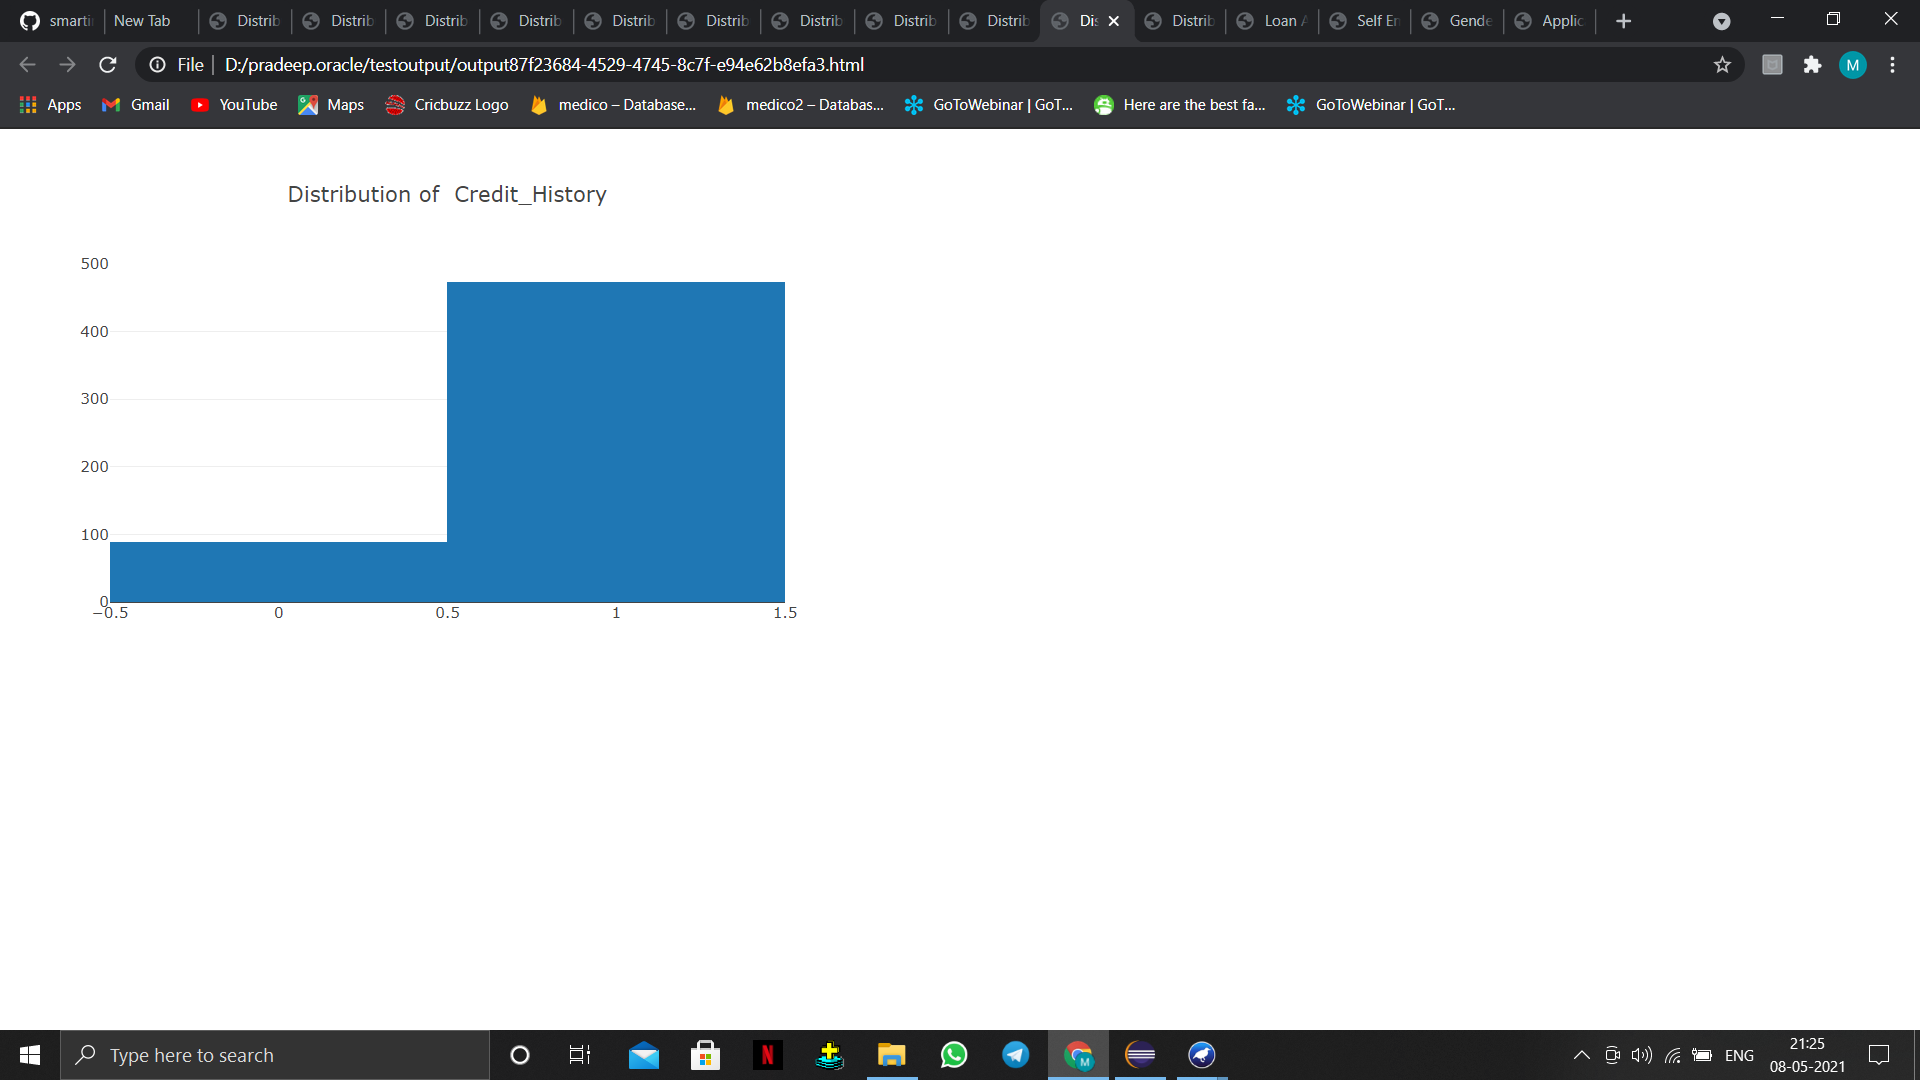 smarti
New Tab
Distrib
Distrib
Distrib
Distrib
Distrib
Distrib
Distrib
Distrib
Distrib
Dis
Distrib
Loan A
Self Em
Gende
Applic
File
D:/pradeep.oracle/testoutput/output87f23684-4529-4745-8c7f-e94e62b8efa3.html
M
Apps
Gmail
YouTube
Maps
Cricbuzz Logo
medico – Database...
medico2 – Databas...
GoToWebinar | GoT...
Here are the best fa...
GoToWebinar | GoT...
Distribution of  Credit_History
500
400
300
200
100
0
−0.5
0
0.5
1
1.5
Type here to search
N
M
ENG
21:25
08-05-2021